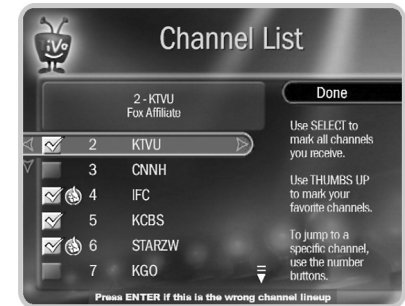 TiVo
Channel List
2 - KTVU
Fox Affiliate
Done
Use SELECT to
mark all channels
you receive.
Use THUMBS UP
to mark your
favorite channels.
To jump to a
specific channel,
use the number
buttons.
2 KTVU
3 CNNH
4 IFC
5 KCBS
6 STARZW
7 KGO
Press ENTER if this is the wrong channel lineup